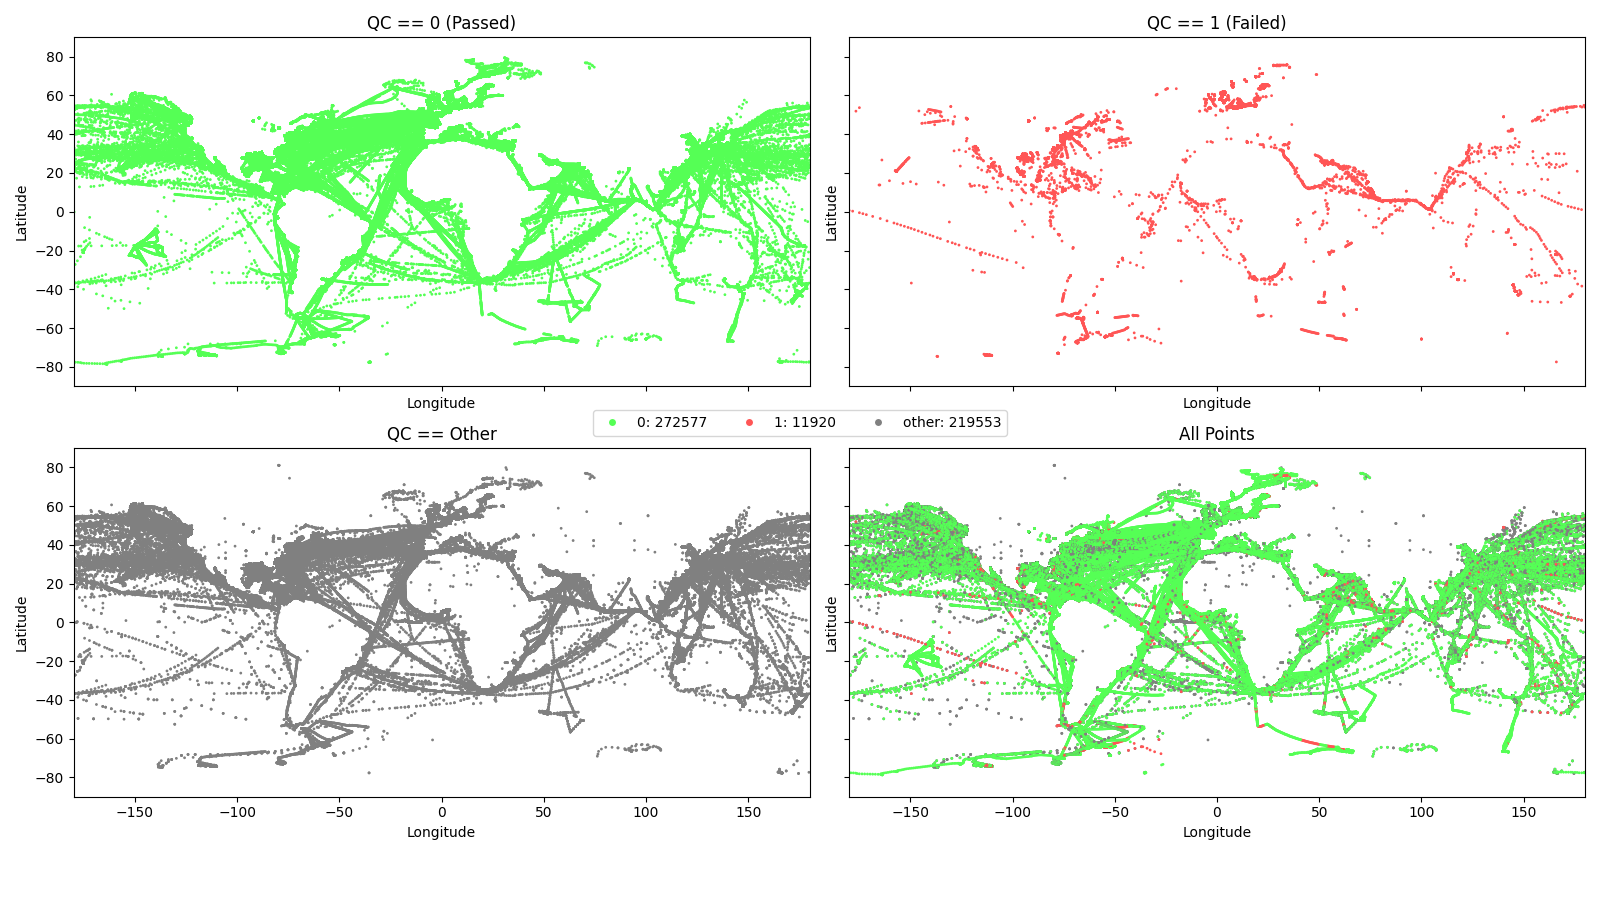 QC == 0 (Passed)
QC == 1 (Failed)
80
60
40
20
0
−20
−40
−60
−80
Latitude
Latitude
Longitude
Longitude
0: 272577
1: 11920
other: 219553
QC == Other
All Points
80
60
40
20
0
−20
−40
−60
−80
Latitude
Latitude
−150
−100
−50
0
50
100
150
−150
−100
−50
0
50
100
150
Longitude
Longitude